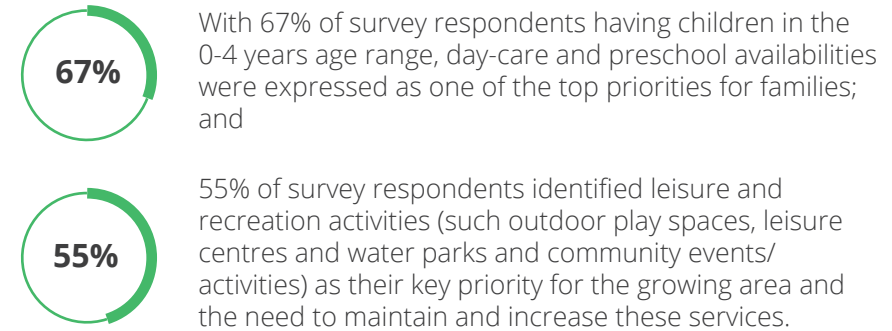 67%
With 67% of survey respondents having children in the
0-4 years age range, day-care and preschool availabilities
were expressed as one of the top priorities for families;
and
55%
55% of survey respondents identified leisure and
recreation activities (such outdoor play spaces, leisure
centres and water parks and community events/
activities) as their key priority for the growing area and
the need to maintain and increase these services.